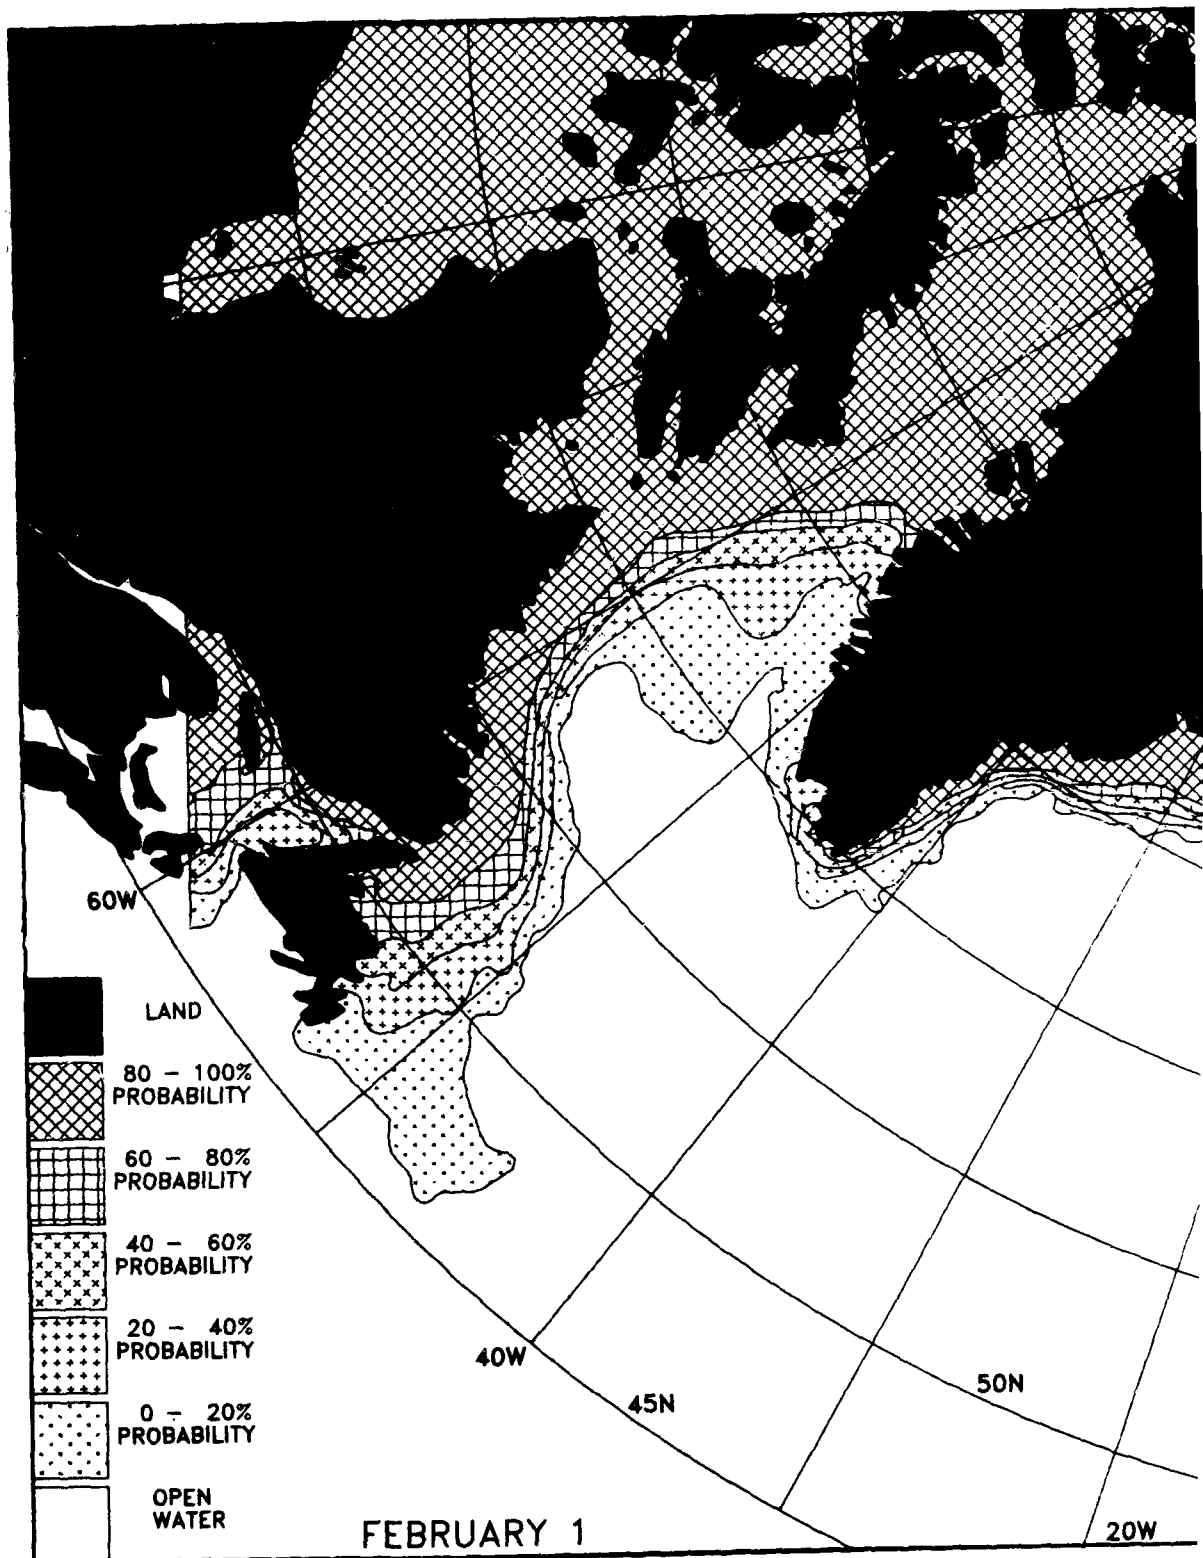 60W
LAND
80 – 100%
PROBABILITY
60 – 80%
PROBABILITY
40 – 60%
PROBABILITY
20 – 40%
PROBABILITY
0 – 20%
PROBABILITY
OPEN
WATER
40W
45N
50N
20W
FEBRUARY 1